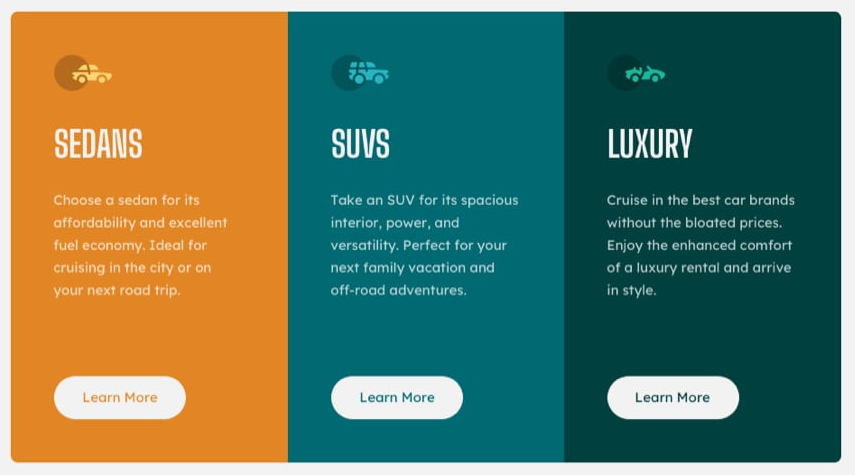 SEDANS
Choose a sedan for its
affordability and excellent
fuel economy. Ideal for
cruising in the city or on
your next road trip.
Learn More
SUVS
Take an SUV for its spacious
interior, power, and
versatility. Perfect for your
next family vacation and
off-road adventures.
Learn More
LUXURY
Cruise in the best car brands
without the bloated prices.
Enjoy the enhanced comfort
of a luxury rental and arrive
in style.
Learn More